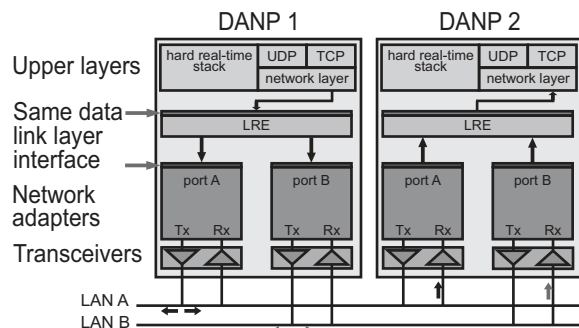 DANP 1 DANP 2
Upper layers
hard real-time stack UDP TCP
network layer
hard real-time stack UDP TCP
network layer
Same data
link layer
interface
LRE LRE
Network
adapters
port A port B port A port B
Tx Rx Tx Rx Tx Rx Tx Rx
Transceivers
LAN A
LAN B